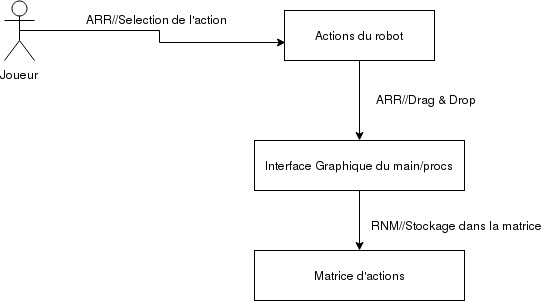 ARR//Selection de l'action
Joueur
Actions du robot
ARR//Drag & Drop
Interface Graphique du main/procs
RNM//Stockage dans la matrice
Matrice d'actions